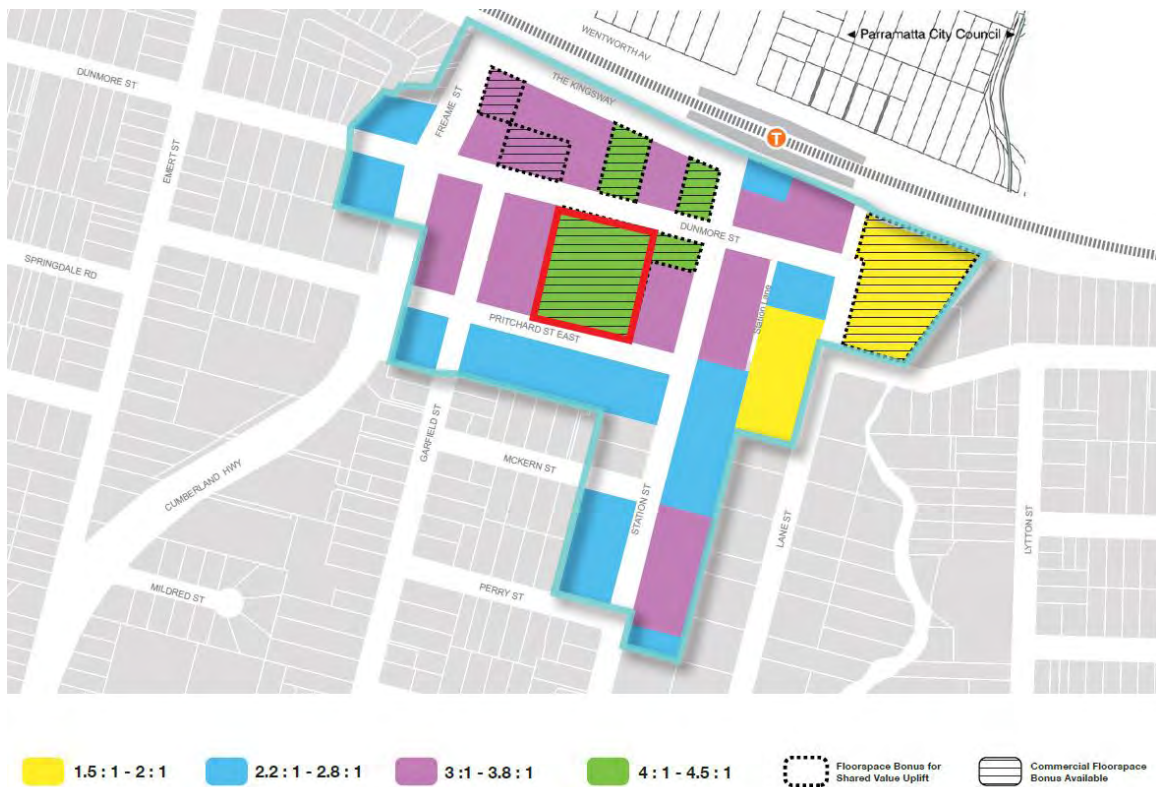 WENTWORTH AV
◄ Parramatta City Council ►
THE KINGSWAY
DUNMORE ST
FREAME ST
T
EMERT ST
DUNMORE ST
SPRINGDALE RD
Station Lane
PRITCHARD ST EAST
GARFIELD ST
MCKERN ST
CUMBERLAND HWY
STATION ST
LANE ST
LYTTON ST
MILDRED ST
PERRY ST
1.5 : 1 - 2 : 1
2.2 : 1 - 2.8 : 1
3 :1 - 3.8 : 1
4 : 1 - 4.5 : 1
Floorspace Bonus for
Shared Value Uplift
Commercial Floorspace
Bonus Available